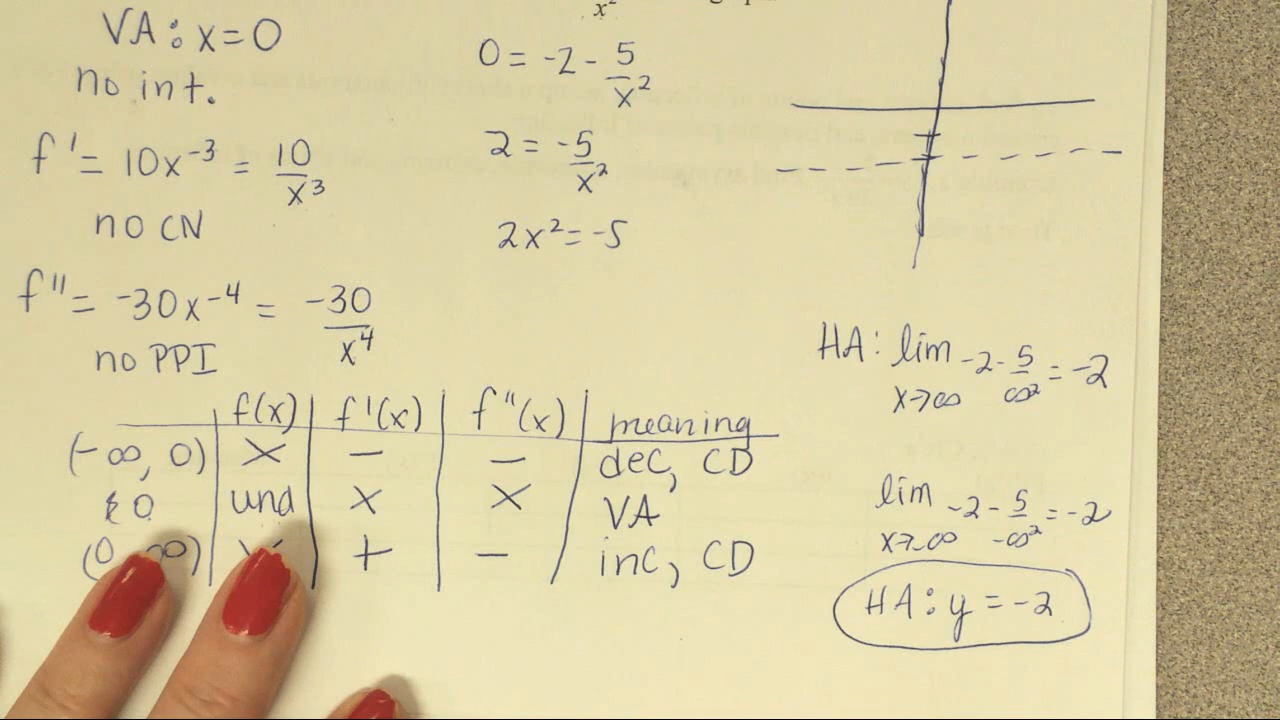 x²
VA: x=0
no int.
f' = 10x⁻³ = 10/x³
no CN
f'' = -30x⁻⁴ = -30/x⁴
no PPI
0 = -2 - 5/x²
2 = -5/x²
2x² = -5
HA: lim x→∞ -2 - 5/∞² = -2
lim x→-∞ -2 - 5/-∞² = -2
HA: y = -2
f(x) f'(x) f''(x) meaning
(-∞, 0) × - - dec, CD
0 und × × VA
(0, ∞) × + - inc, CD